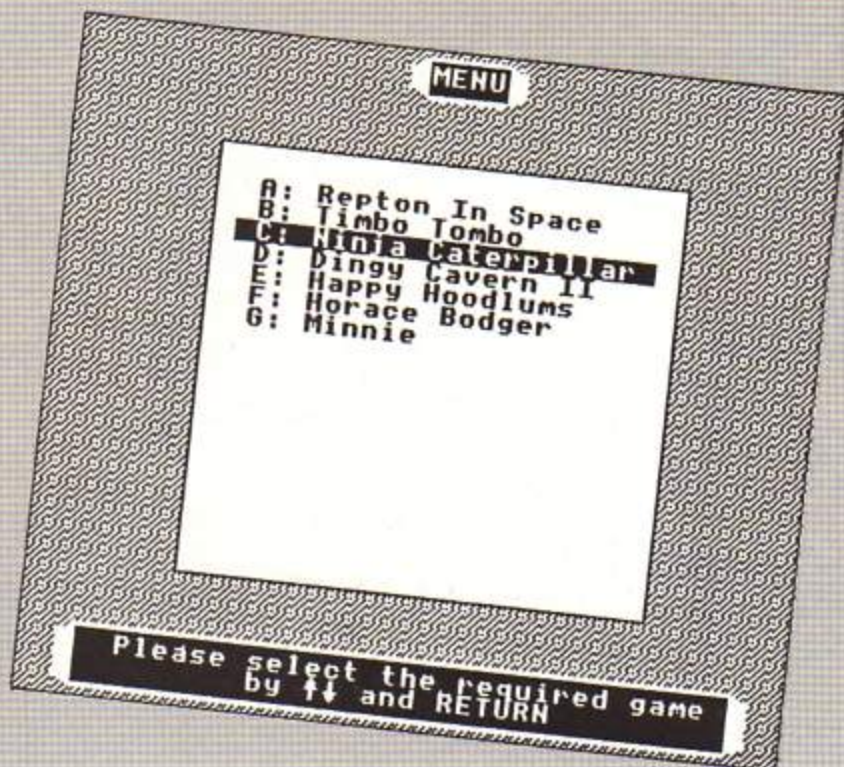 MENU
A: Repton In Space
B: Timbo Tombo
C: Ninja Caterpillar
D: Dingy Cavern II
E: Happy Hoodlums
F: Horace Bodger
G: Minnie
Please select the required game
by ↑↓ and RETURN